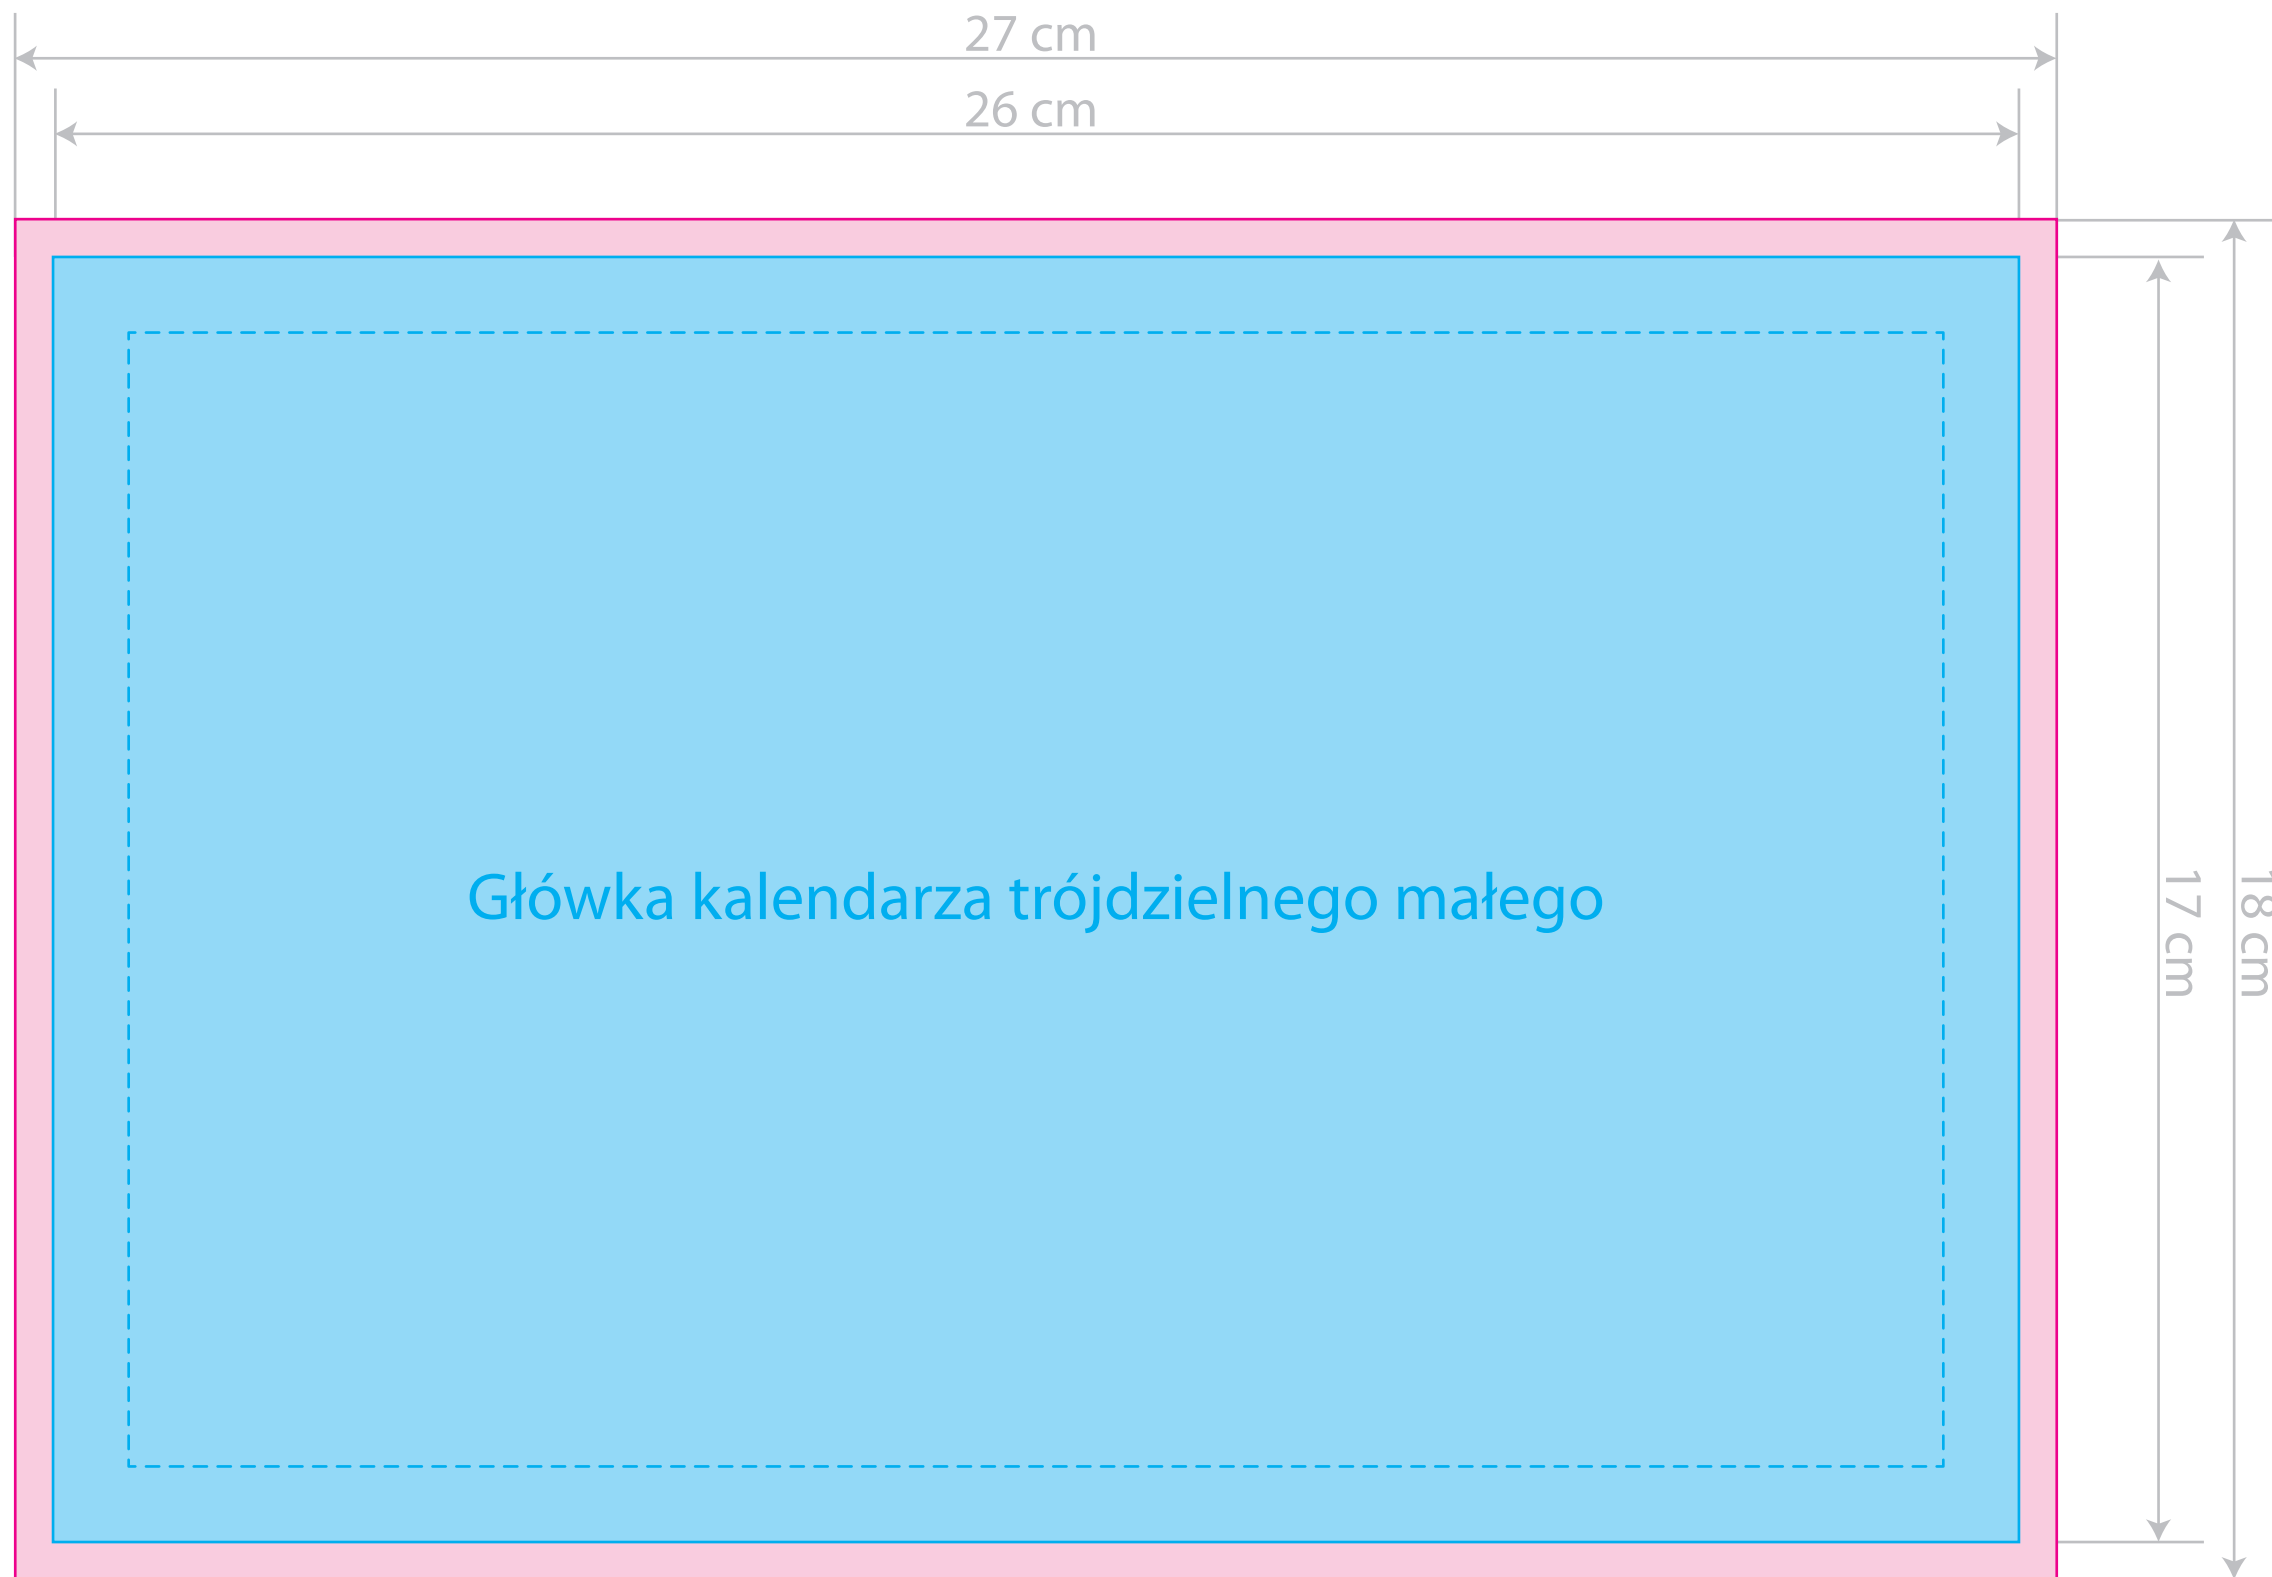 27 cm
26 cm
Główka kalendarza trójdzielnego małego
17 cm
18 cm